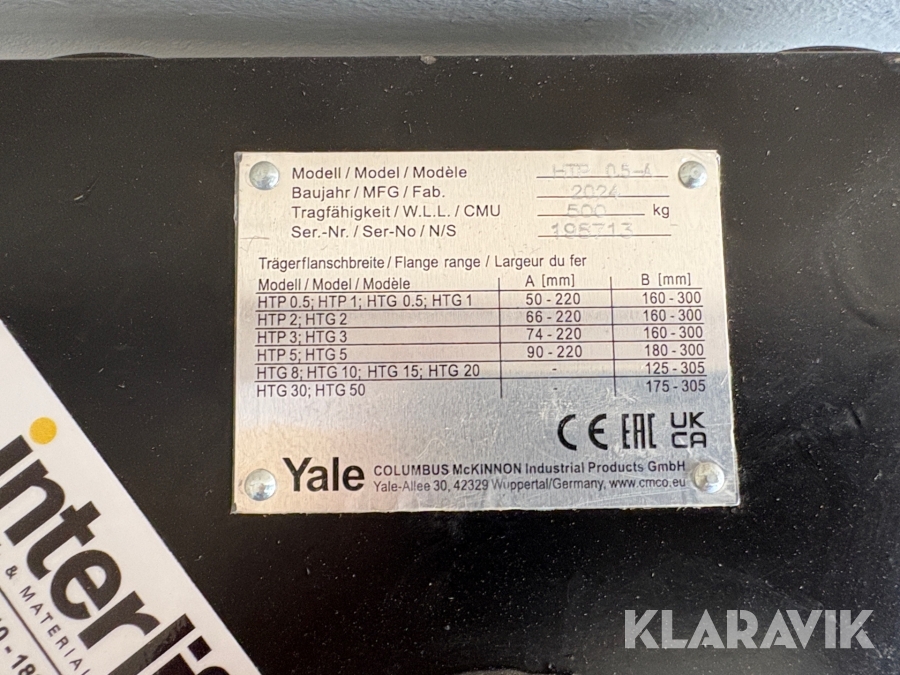 Modell / Model / Modèle HTP 0.5-A
Baujahr / MFG / Fab. 2024
Tragfähigkeit / W.L.L. / CMU 500 kg
Ser.-Nr. / Ser-No / N/S 198713
Trägerflanschbreite / Flange range / Largeur du fer
Modell / Model / Modèle A [mm] B [mm]
HTP 0.5; HTP 1; HTG 0.5; HTG 1 50 - 220 160 - 300
HTP 2; HTG 2 66 - 220 160 - 300
HTP 3; HTG 3 74 - 220 160 - 300
HTP 5; HTG 5 90 - 220 180 - 300
HTG 8; HTG 10; HTG 15; HTG 20 - 125 - 305
HTG 30; HTG 50 - 175 - 305
CE EAC UK CA
Yale COLUMBUS McKINNON Industrial Products GmbH
Yale-Allee 30, 42329 Wuppertal/Germany, www.cmco.eu
interli
& MATERIAL
0-18
KLARAVIK